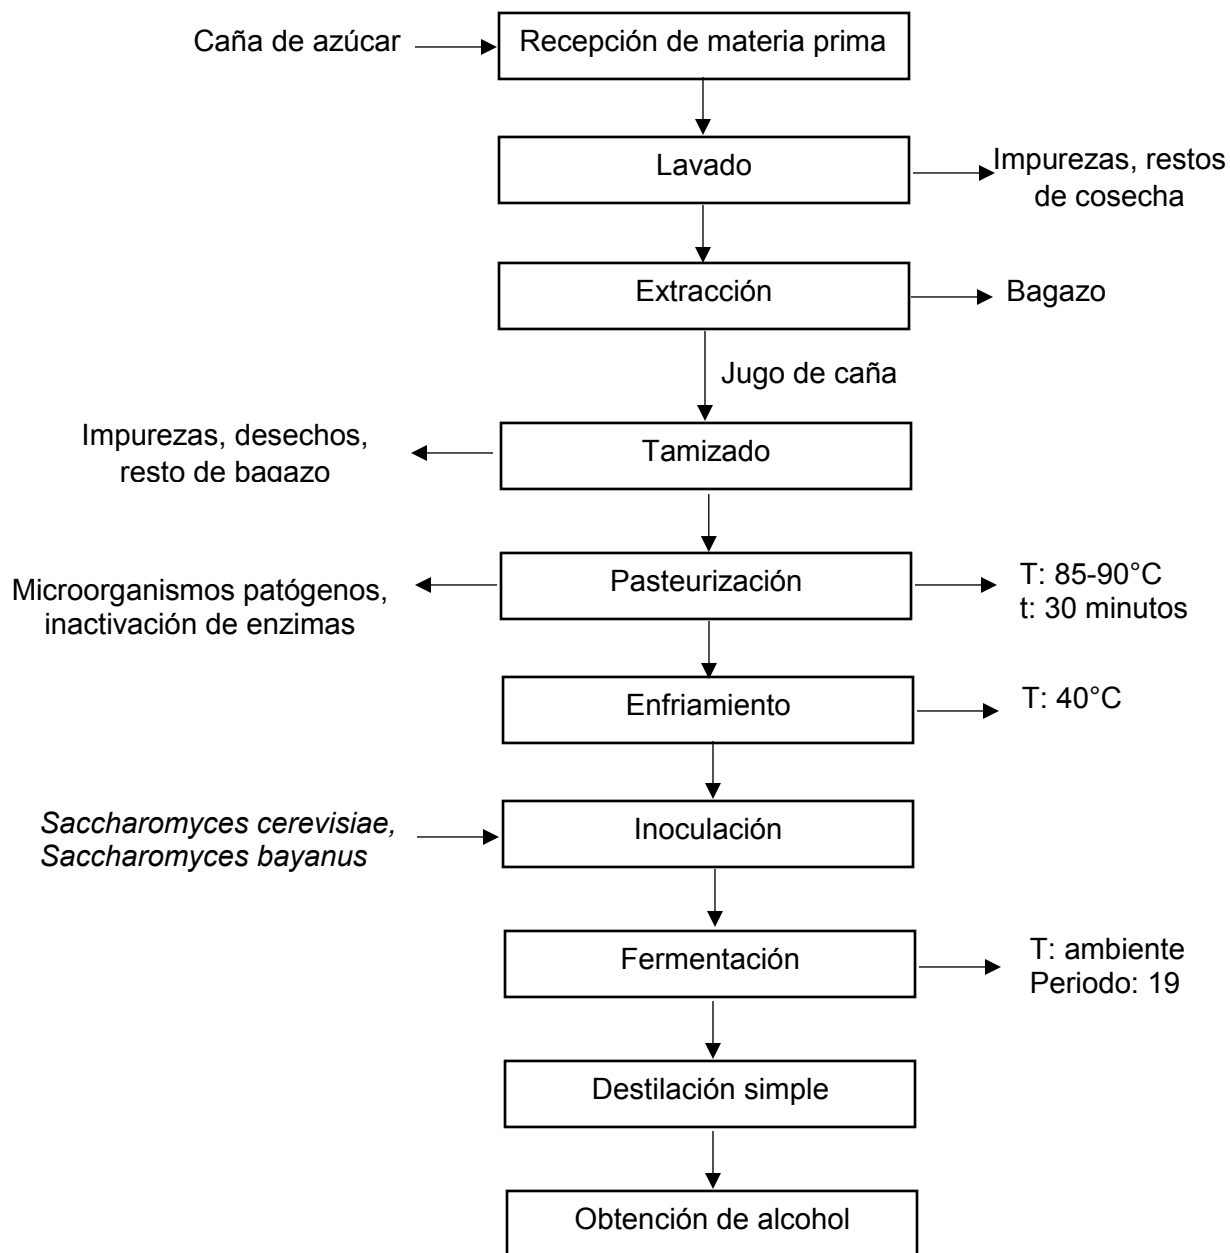 Caña de azúcar
Recepción de materia prima
Lavado
Impurezas, restos
de cosecha
Extracción
Bagazo
Jugo de caña
Impurezas, desechos,
resto de bagazo
Tamizado
Microorganismos patógenos,
inactivación de enzimas
Pasteurización
T: 85-90°C
t: 30 minutos
Enfriamiento
T: 40°C
Saccharomyces cerevisiae,
Saccharomyces bayanus
Inoculación
Fermentación
T: ambiente
Periodo: 19
Destilación simple
Obtención de alcohol